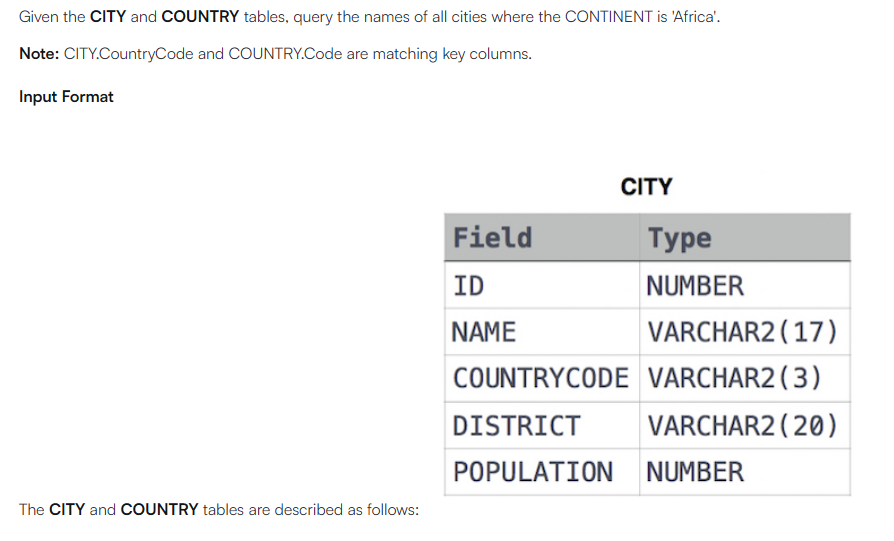 Given the CITY and COUNTRY tables, query the names of all cities where the CONTINENT is 'Africa'.
Note: CITY.CountryCode and COUNTRY.Code are matching key columns.
Input Format
CITY
Field Type
ID NUMBER
NAME VARCHAR2(17)
COUNTRYCODE VARCHAR2(3)
DISTRICT VARCHAR2(20)
POPULATION NUMBER
The CITY and COUNTRY tables are described as follows: